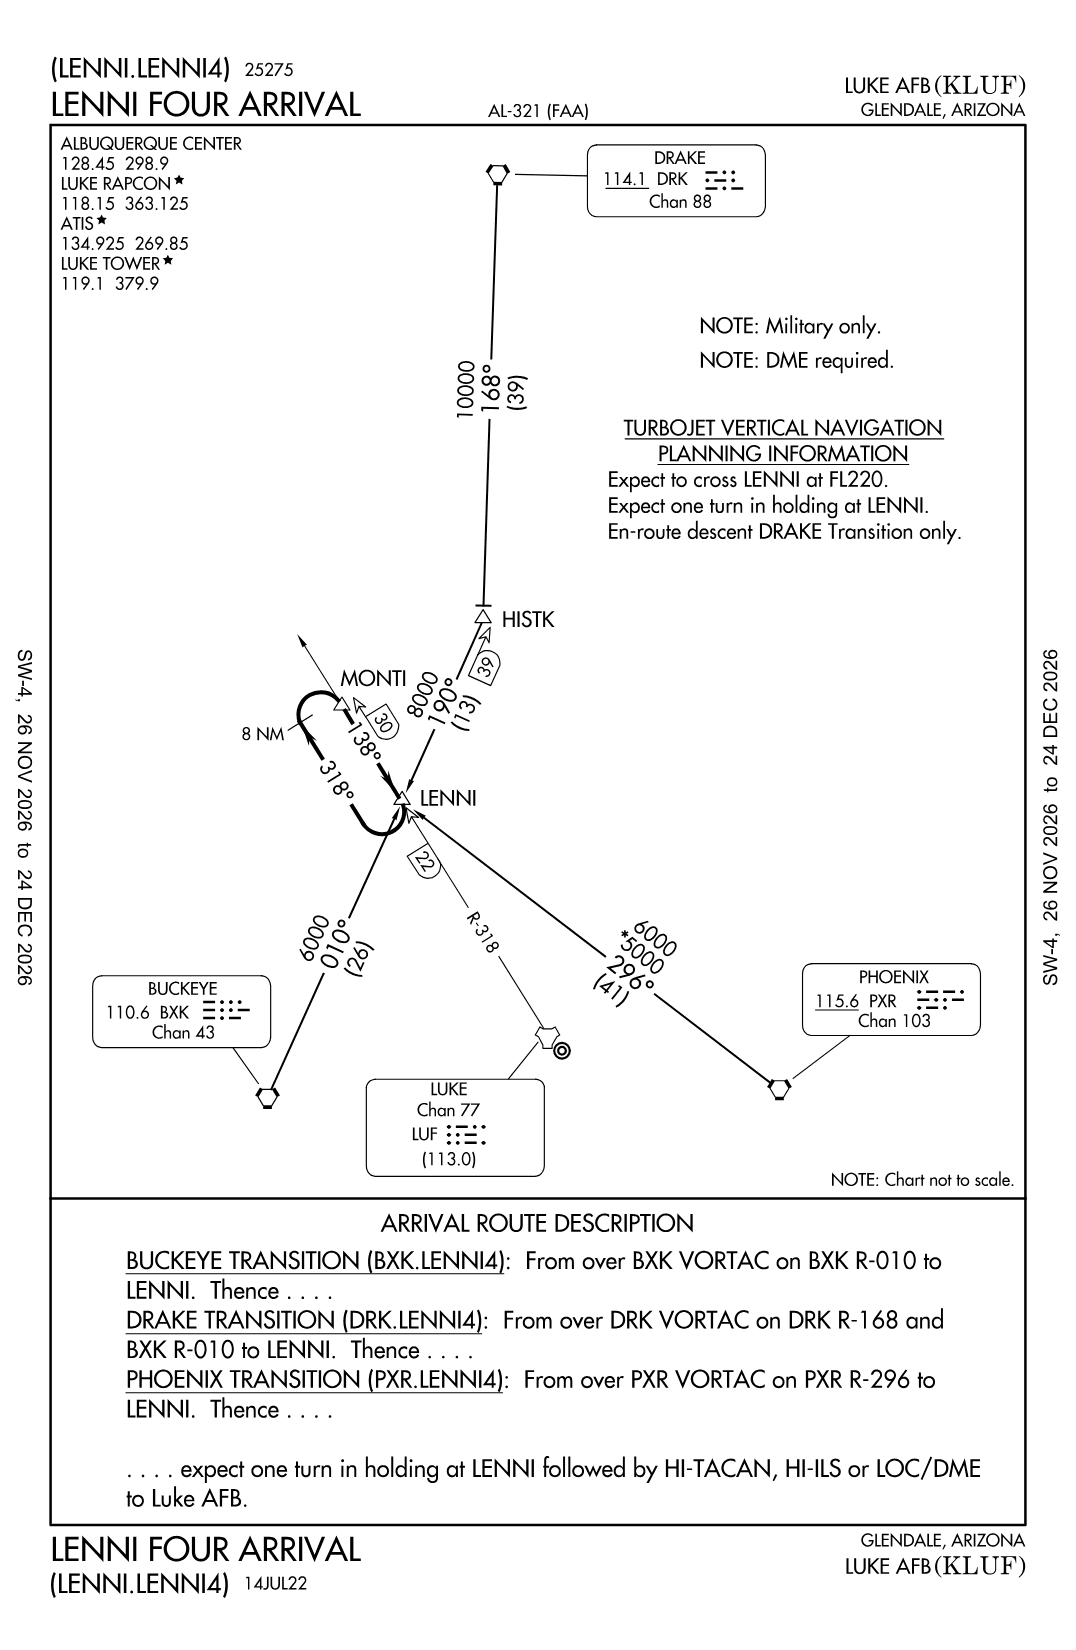 (LENNI.LENNI4) 25275
LENNI FOUR ARRIVAL
AL-321 (FAA)
LUKE AFB (KLUF)
GLENDALE, ARIZONA
ALBUQUERQUE CENTER
128.45 298.9
LUKE RAPCON★
118.15 363.125
ATIS★
134.925 269.85
LUKE TOWER★
119.1 379.9
DRAKE
114.1 DRK
Chan 88
NOTE: Military only.
NOTE: DME required.
10000
168°
(39)
TURBOJET VERTICAL NAVIGATION
PLANNING INFORMATION
Expect to cross LENNI at FL220.
Expect one turn in holding at LENNI.
En-route descent DRAKE Transition only.
HISTK
39
MONTI
30
8000
190°
(13)
8 NM
138°
318°
LENNI
22
R-318
6000
010°
(26)
6000
*5000
296°
(41)
BUCKEYE
110.6 BXK
Chan 43
PHOENIX
115.6 PXR
Chan 103
LUKE
Chan 77
LUF
(113.0)
NOTE: Chart not to scale.
SW-4, 26 NOV 2026 to 24 DEC 2026
SW-4, 26 NOV 2026 to 24 DEC 2026
ARRIVAL ROUTE DESCRIPTION
BUCKEYE TRANSITION (BXK.LENNI4): From over BXK VORTAC on BXK R-010 to
LENNI. Thence . . . .
DRAKE TRANSITION (DRK.LENNI4): From over DRK VORTAC on DRK R-168 and
BXK R-010 to LENNI. Thence . . . .
PHOENIX TRANSITION (PXR.LENNI4): From over PXR VORTAC on PXR R-296 to
LENNI. Thence . . . .
. . . . expect one turn in holding at LENNI followed by HI-TACAN, HI-ILS or LOC/DME
to Luke AFB.
LENNI FOUR ARRIVAL
(LENNI.LENNI4) 14JUL22
GLENDALE, ARIZONA
LUKE AFB (KLUF)